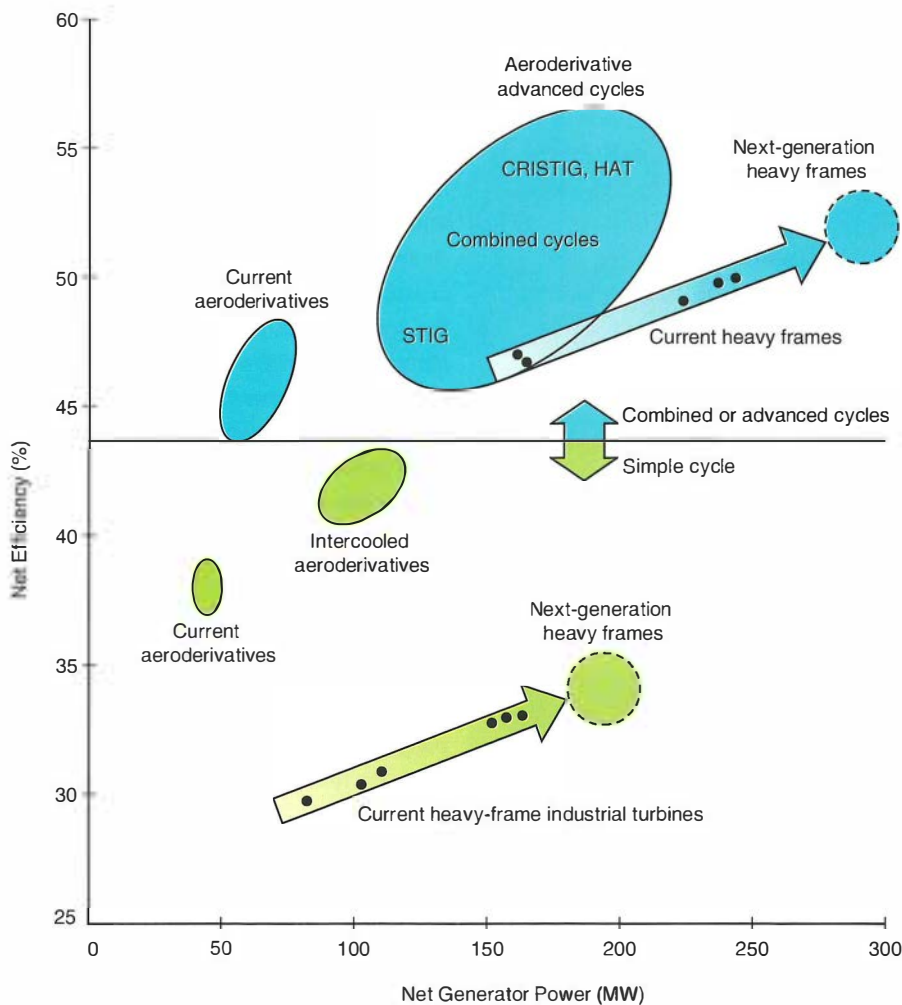 60
Aeroderivative
advanced cycles
55
Next-generation
heavy frames
CRISTIG, HAT
Combined cycles
Current
aeroderivatives
50
STIG
Current heavy frames
45
Combined or advanced cycles
Simple cycle
Net Efficiency (%)
40
Intercooled
aeroderivatives
Next-generation
heavy frames
Current
aeroderivatives
35
30
Current heavy-frame industrial turbines
25
0 50 100 150 200 250 300
Net Generator Power (MW)